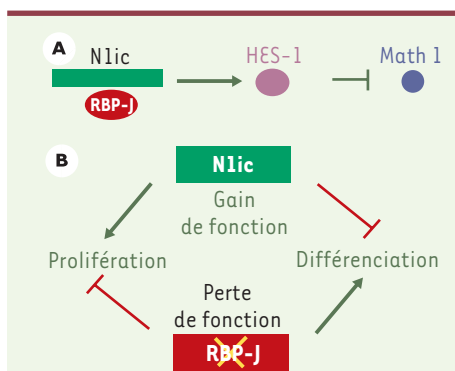 A
N1ic
HES-1
Math 1
RBP-J
B
N1ic
Gain
de fonction
Prolifération
Différenciation
Perte
de fonction
RBP-J